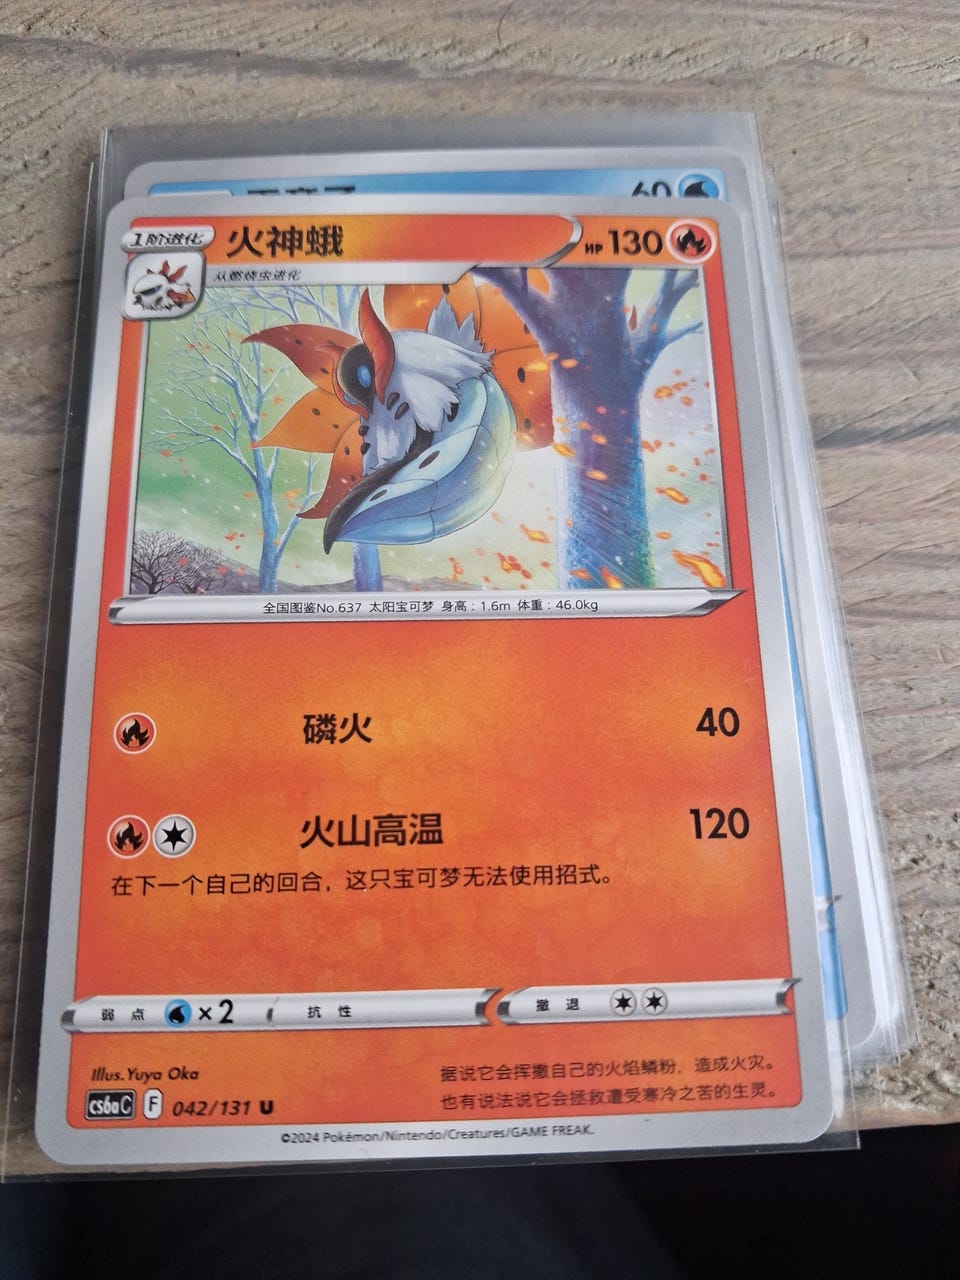 60
1阶进化 火神蛾 HP 130
从燃烧虫进化
全国图鉴No.637 太阳宝可梦 身高：1.6m 体重：46.0kg
磷火 40
火山高温 120
在下一个自己的回合，这只宝可梦无法使用招式。
弱点 ×2 抗性 撤退
Illus.Yuya Oka
据说它会挥撒自己的火焰鳞粉，造成火灾。
也有说法说它会拯救遭受寒冷之苦的生灵。
CS6aC F 042/131 U
©2024 Pokémon/Nintendo/Creatures/GAME FREAK.